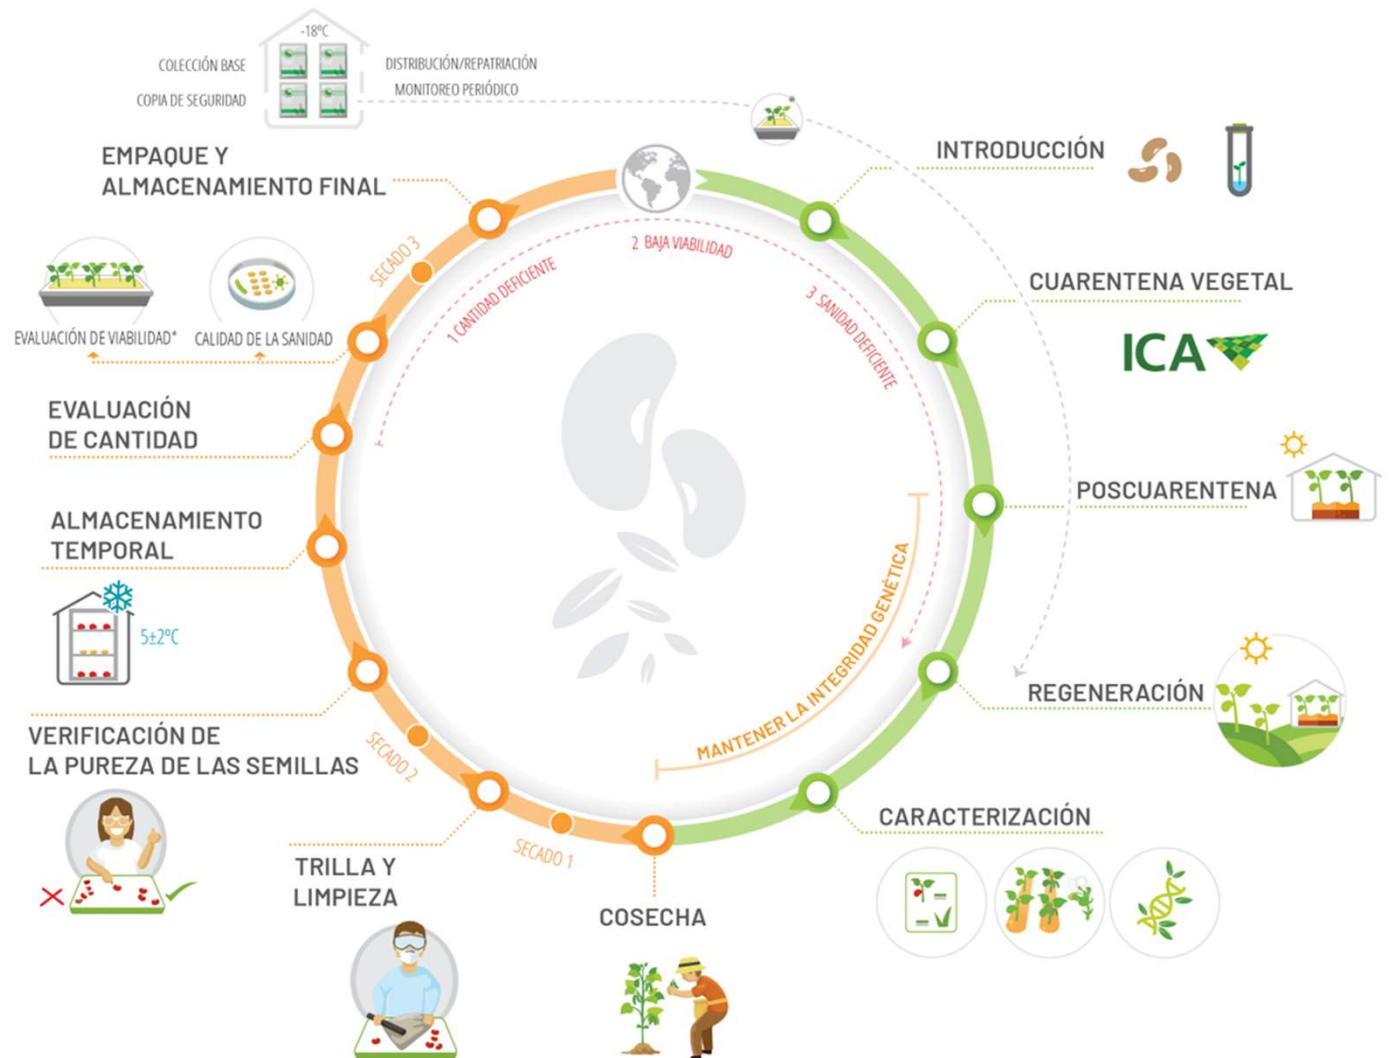 -18ºC
COLECCIÓN BASE
COPIA DE SEGURIDAD
DISTRIBUCIÓN/REPATRIACIÓN
MONITOREO PERIÓDICO
INTRODUCCIÓN
CUARENTENA VEGETAL
ICA
POSCUARENTENA
REGENERACIÓN
CARACTERIZACIÓN
COSECHA
SECADO 1
TRILLA Y
LIMPIEZA
SECADO 2
VERIFICACIÓN DE
LA PUREZA DE LAS SEMILLAS
ALMACENAMIENTO
TEMPORAL
5±2ºC
EVALUACIÓN
DE CANTIDAD
EVALUACIÓN DE VIABILIDAD*
CALIDAD DE LA SANIDAD
SECADO 3
EMPAQUE Y
ALMACENAMIENTO FINAL
1 CANTIDAD DEFICIENTE
2 BAJA VIABILIDAD
3 SANIDAD DEFICIENTE
MANTENER LA INTEGRIDAD GENÉTICA
*